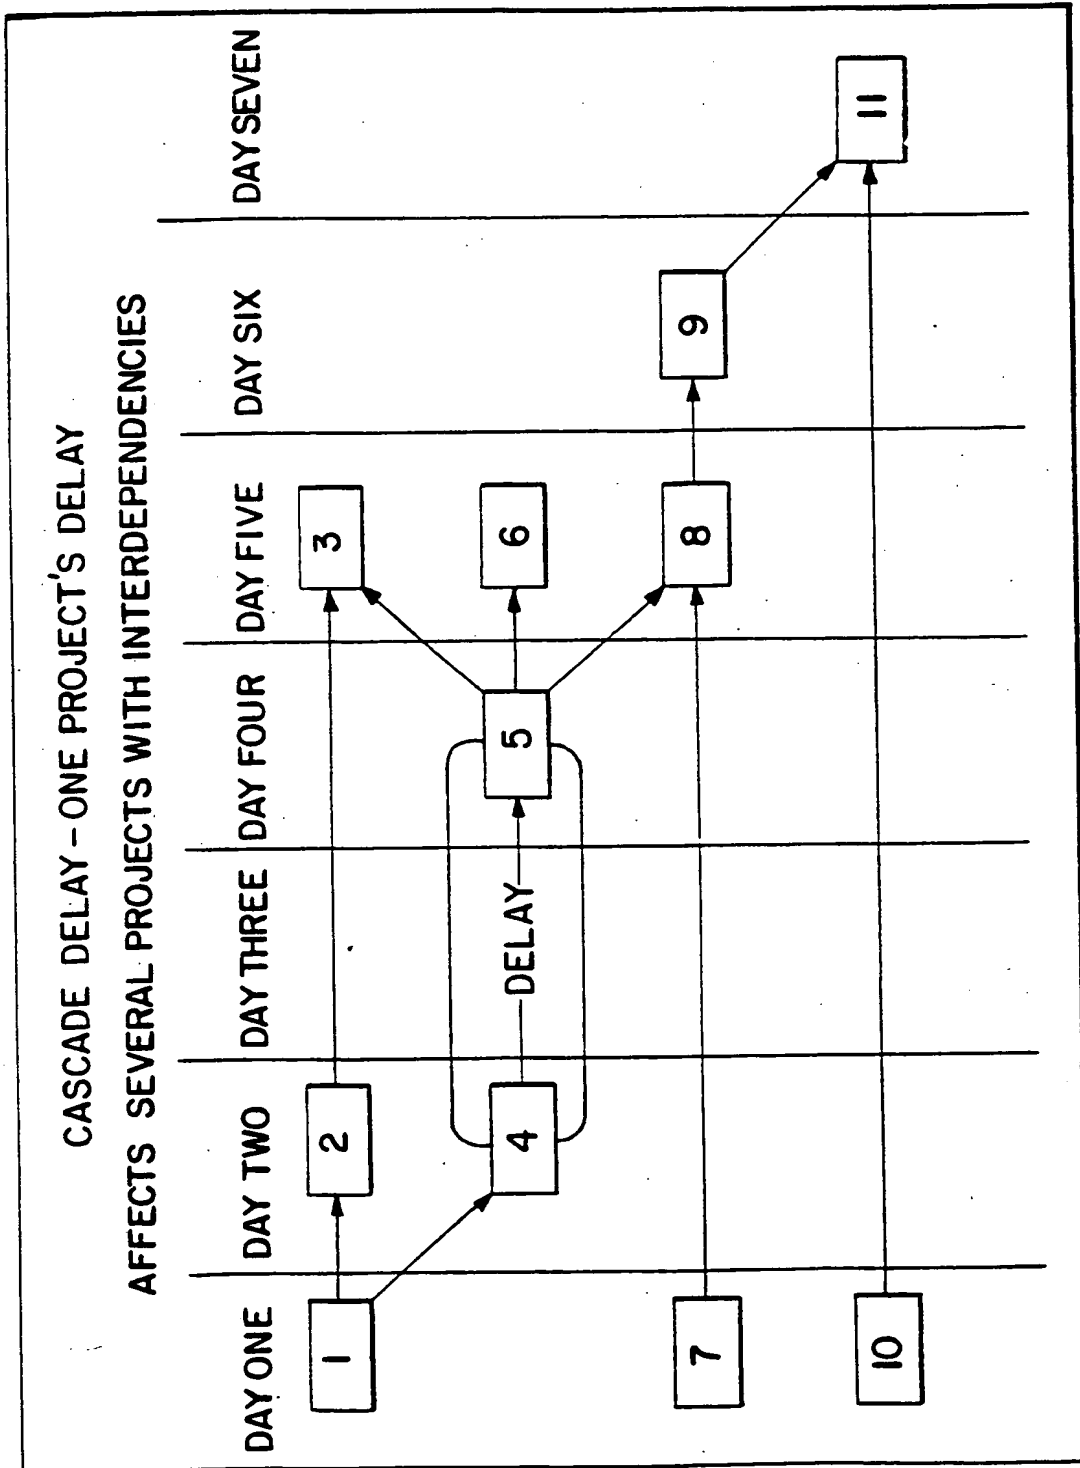 CASCADE DELAY – ONE PROJECT'S DELAY
AFFECTS SEVERAL PROJECTS WITH INTERDEPENDENCIES
DAY ONE DAY TWO DAY THREE DAY FOUR DAY FIVE DAY SIX DAY SEVEN
1 2 3
4 DELAY 5 6
7 8 9
10 11